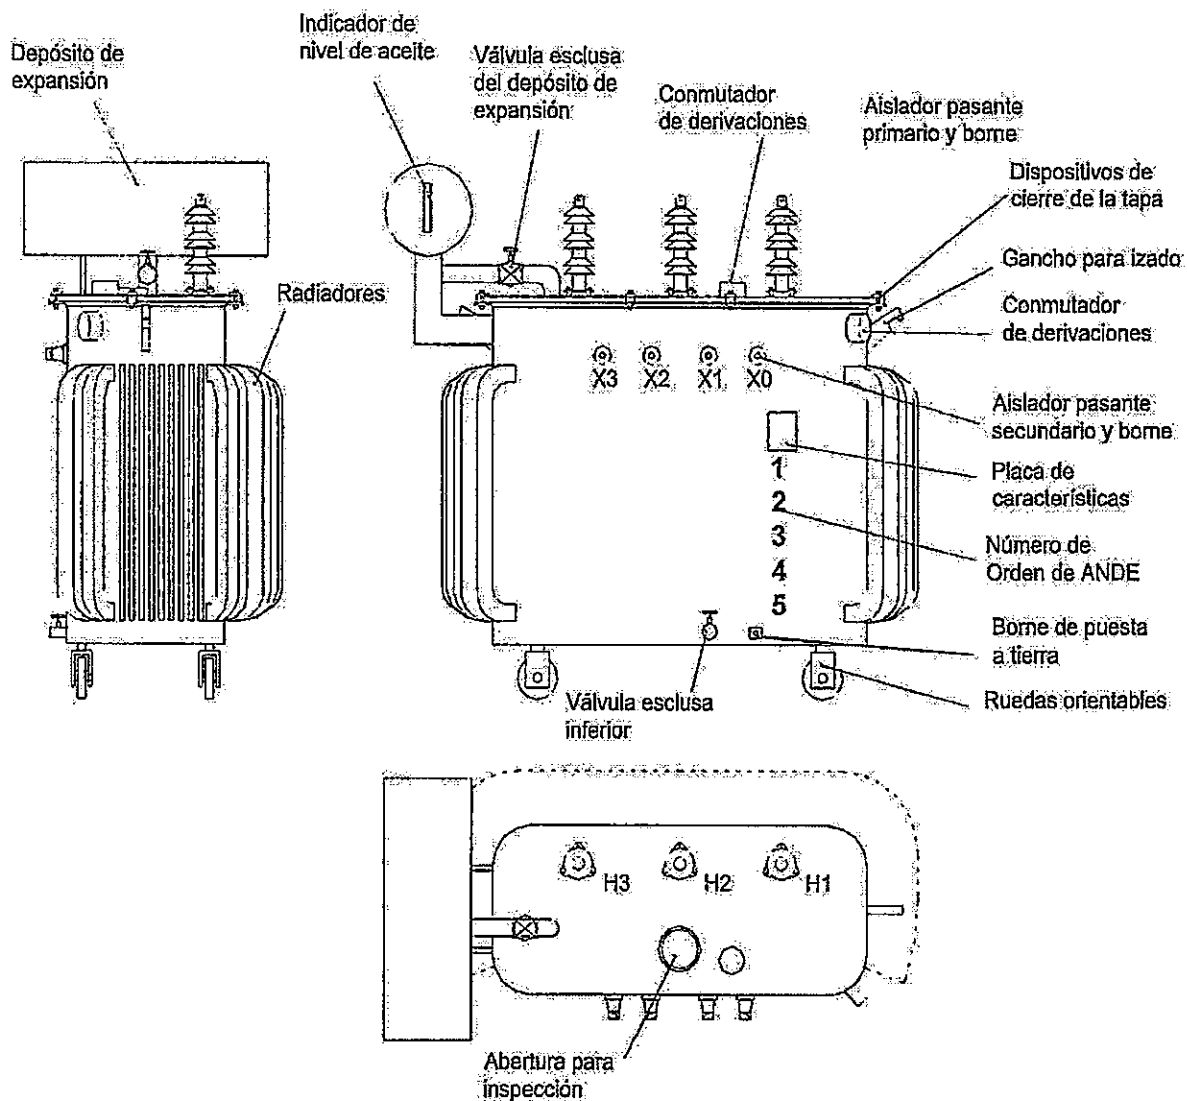 Indicador de
nivel de aceite
Depósito de
expansión
Válvula esclusa
del depósito de
expansión
Conmutador
de derivaciones
Aislador pasante
primario y borne
Dispositivos de
cierre de la tapa
Gancho para izado
Radiadores
Conmutador
de derivaciones
X3 X2 X1 X0
Aislador pasante
secundario y borne
Placa de
características
1
2
3
4
5
Número de
Orden de ANDE
Borne de puesta
a tierra
Ruedas orientables
Válvula esclusa
inferior
H3 H2 H1
Abertura para
inspección